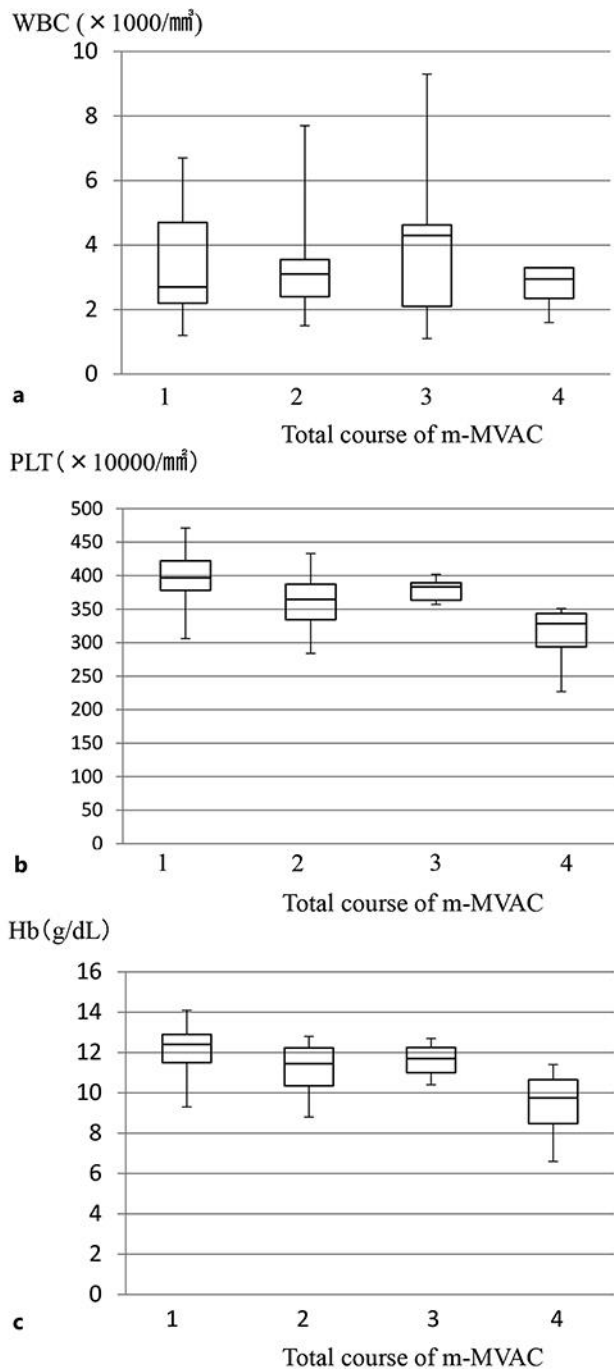 WBC (×1000/㎣)
10
8
6
4
2
0
1 2 3 4
a
Total course of m-MVAC
PLT(×10000/㎟)
500
450
400
350
300
250
200
150
100
50
0
1 2 3 4
b
Total course of m-MVAC
Hb(g/dL)
16
14
12
10
8
6
4
2
0
1 2 3 4
c
Total course of m-MVAC